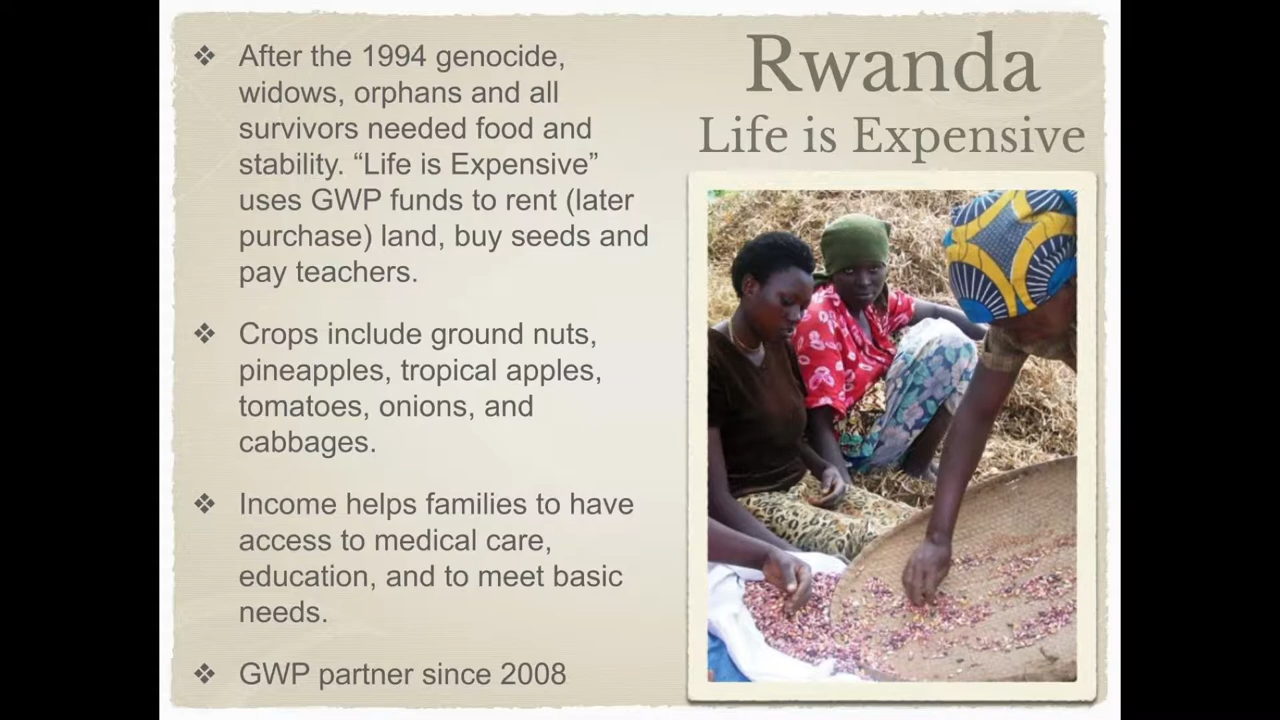 Rwanda
Life is Expensive
❖ After the 1994 genocide,
widows, orphans and all
survivors needed food and
stability. “Life is Expensive”
uses GWP funds to rent (later
purchase) land, buy seeds and
pay teachers.
❖ Crops include ground nuts,
pineapples, tropical apples,
tomatoes, onions, and
cabbages.
❖ Income helps families to have
access to medical care,
education, and to meet basic
needs.
❖ GWP partner since 2008